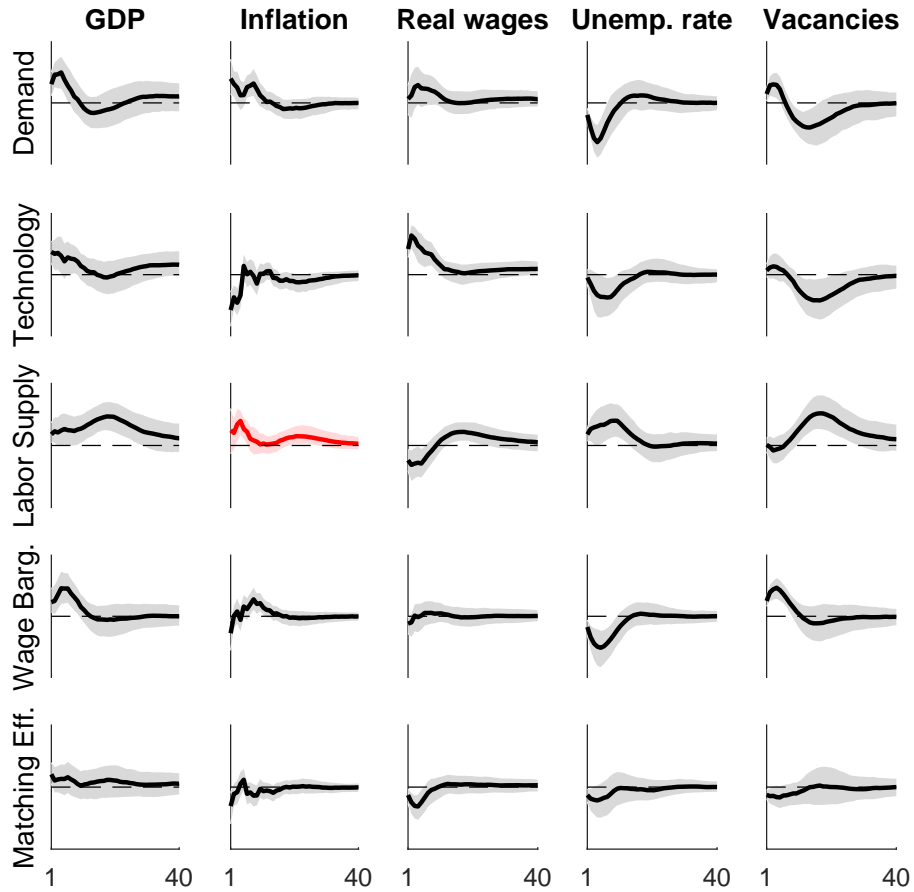 GDP Inflation Real wages Unemp. rate Vacancies
Demand
Technology
Labor Supply
Wage Barg.
Matching Eff.
1 40 1 40 1 40 1 40 1 40